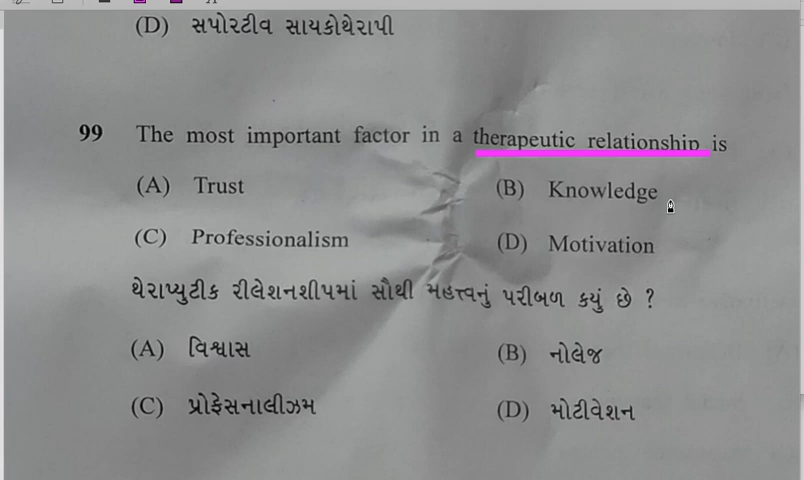 (D) સપોરટીવ સાયકોથેરાપી
99 The most important factor in a therapeutic relationship is
(A) Trust (B) Knowledge
(C) Professionalism (D) Motivation
થેરાપ્યુટીક રીલેશનશીપમાં સૌથી મહત્ત્વનું પરીબળ કયું છે ?
(A) વિશ્વાસ (B) નોલેજ
(C) પ્રોફેસનાલીઝમ (D) મોટીવેશન